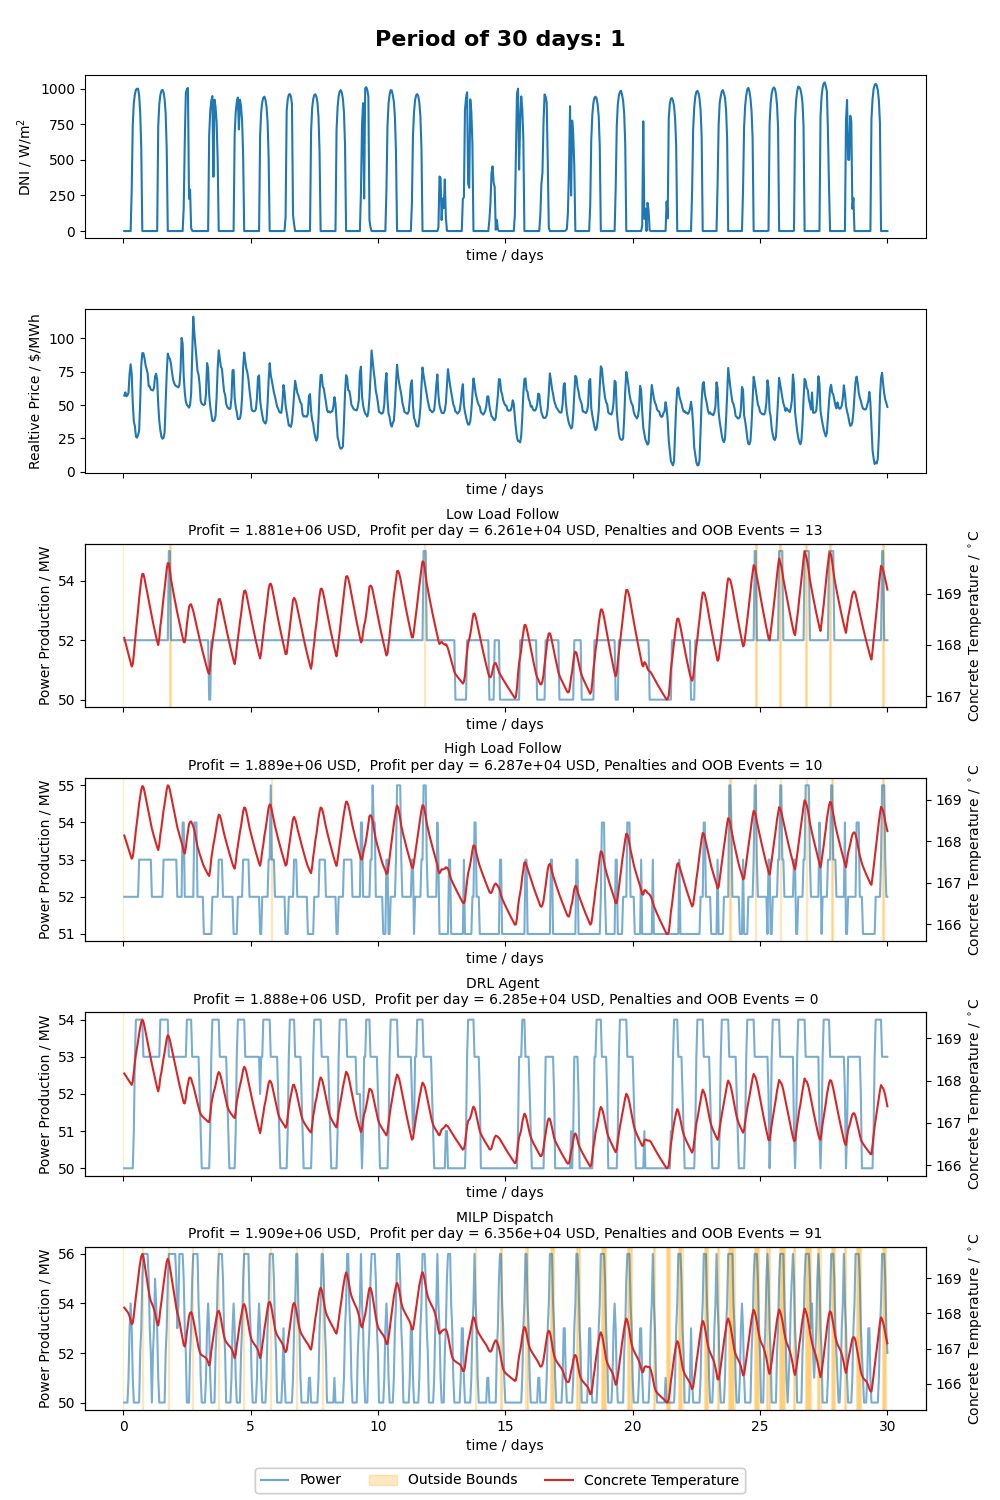 Period of 30 days: 1
1000
750
500
250
0
DNI / W/m²
time / days
100
75
50
25
0
Realtive Price / $/MWh
time / days
Low Load Follow
Profit = 1.881e+06 USD,  Profit per day = 6.261e+04 USD, Penalties and OOB Events = 13
54
52
50
Power Production / MW
169
168
167
Concrete Temperature / °C
time / days
High Load Follow
Profit = 1.889e+06 USD,  Profit per day = 6.287e+04 USD, Penalties and OOB Events = 10
55
54
53
52
51
Power Production / MW
169
168
167
166
Concrete Temperature / °C
time / days
DRL Agent
Profit = 1.888e+06 USD,  Profit per day = 6.285e+04 USD, Penalties and OOB Events = 0
54
53
52
51
50
Power Production / MW
169
168
167
166
Concrete Temperature / °C
time / days
MILP Dispatch
Profit = 1.909e+06 USD,  Profit per day = 6.356e+04 USD, Penalties and OOB Events = 91
56
54
52
50
Power Production / MW
169
168
167
166
Concrete Temperature / °C
0 5 10 15 20 25 30
time / days
Power Outside Bounds Concrete Temperature